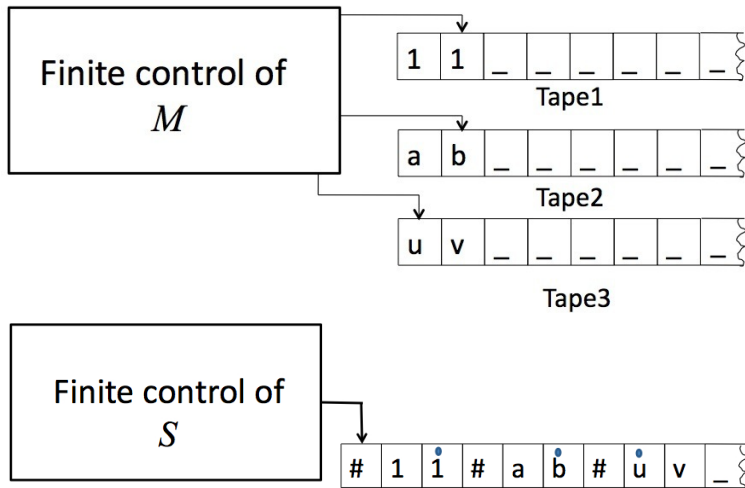 Finite control of
M
1 1 _ _ _ _ _ _
Tape1
a b _ _ _ _ _ _
Tape2
u v _ _ _ _ _ _
Tape3
Finite control of
S
# 1 1̇ # a ḃ # u̇ v _